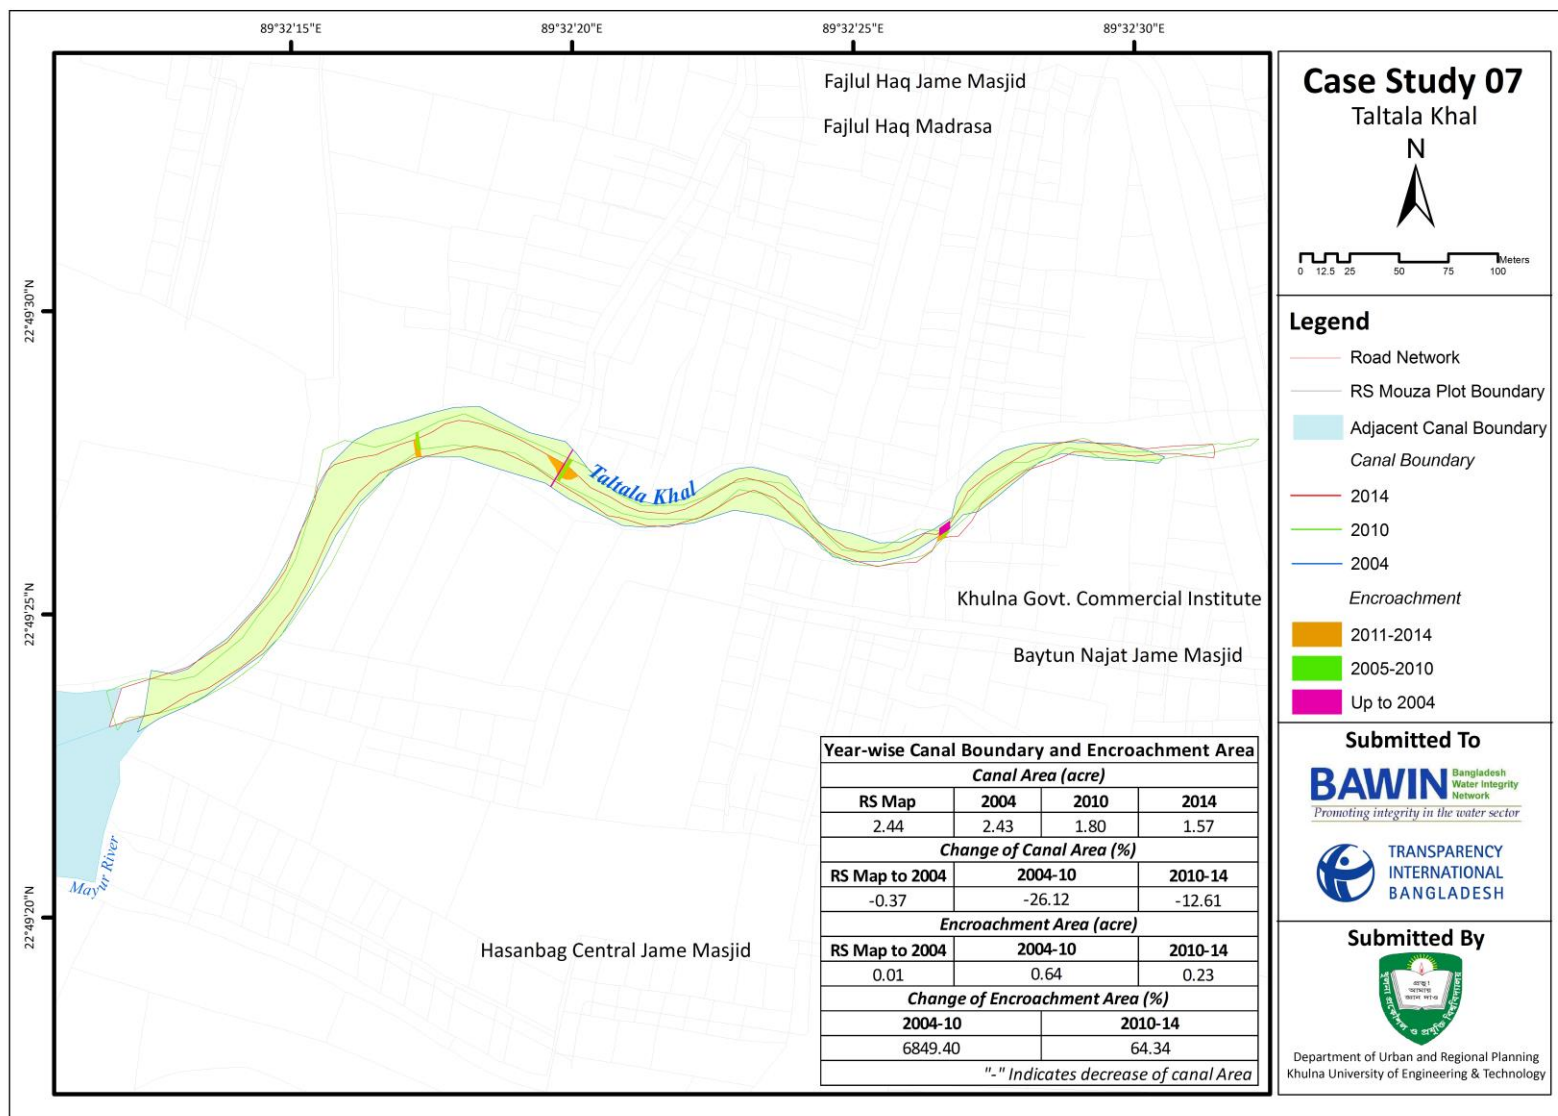 89°32'15"E
89°32'20"E
89°32'25"E
89°32'30"E
22°49'30"N
22°49'25"N
22°49'20"N
Fajlul Haq Jame Masjid
Fajlul Haq Madrasa
Taltala Khal
Khulna Govt. Commercial Institute
Baytun Najat Jame Masjid
Mayur River
Hasanbag Central Jame Masjid
Year-wise Canal Boundary and Encroachment Area
Canal Area (acre)
RS Map 2004 2010 2014
2.44 2.43 1.80 1.57
Change of Canal Area (%)
RS Map to 2004 2004-10 2010-14
-0.37 -26.12 -12.61
Encroachment Area (acre)
RS Map to 2004 2004-10 2010-14
0.01 0.64 0.23
Change of Encroachment Area (%)
2004-10 2010-14
6849.40 64.34
"-" Indicates decrease of canal Area
Case Study 07
Taltala Khal
N
0 12.5 25 50 75 100 Meters
Legend
Road Network
RS Mouza Plot Boundary
Adjacent Canal Boundary
Canal Boundary
2014
2010
2004
Encroachment
2011-2014
2005-2010
Up to 2004
Submitted To
BAWIN Bangladesh
Water Integrity
Network
Promoting integrity in the water sector
TRANSPARENCY
INTERNATIONAL
BANGLADESH
Submitted By
প্রভু!
আমায়
জ্ঞান দাও
খুলনা প্রকৌশল ও প্রযুক্তি বিশ্ববিদ্যালয়
Department of Urban and Regional Planning
Khulna University of Engineering & Technology